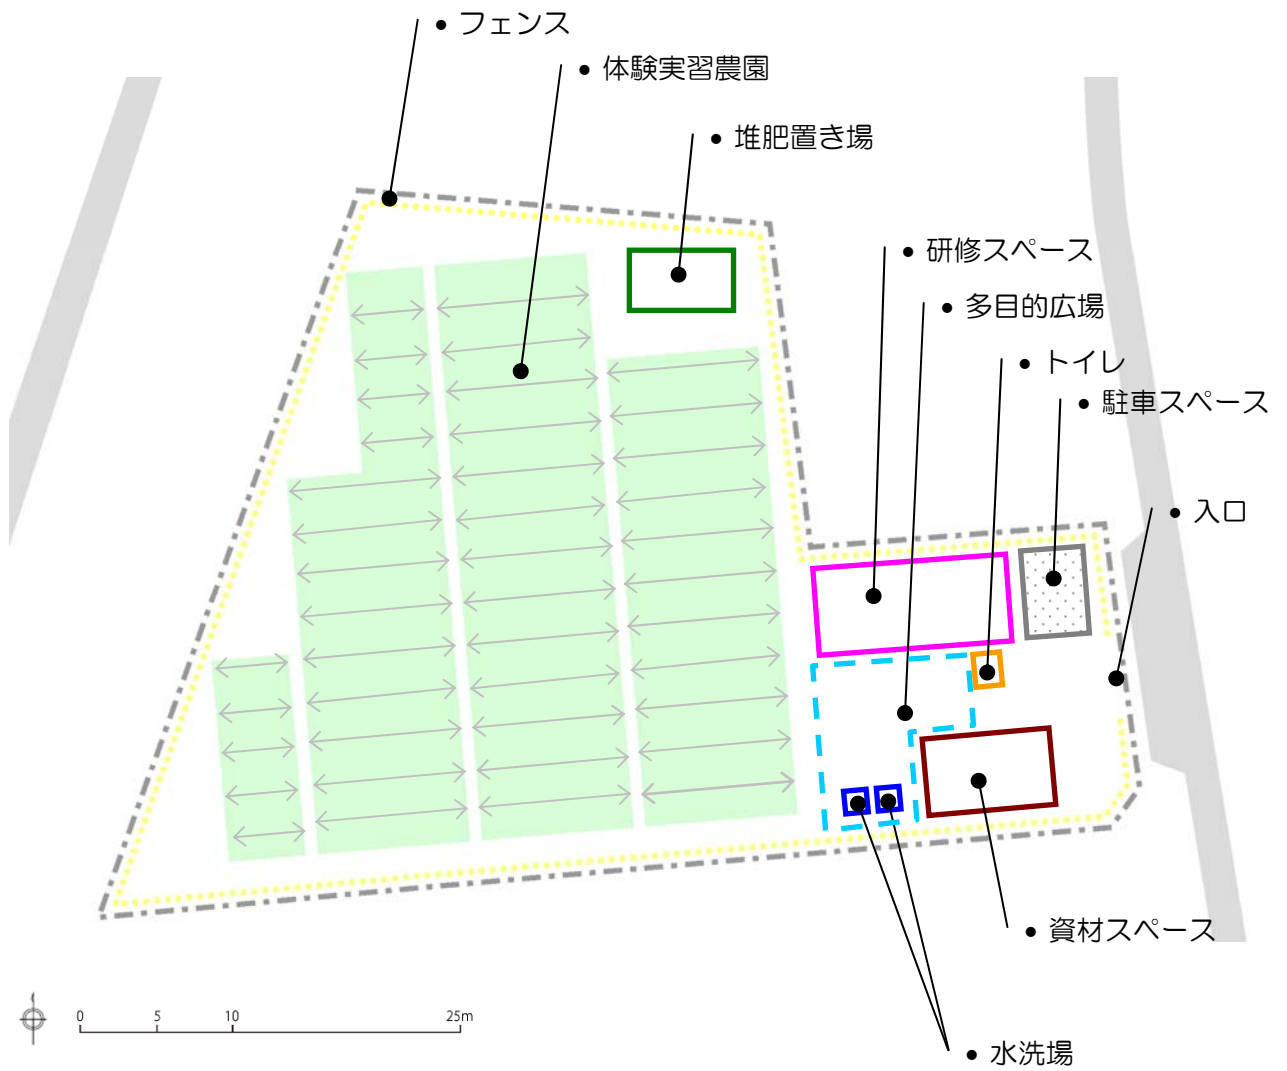 • フェンス
• 体験実習農園
• 堆肥置き場
• 研修スペース
• 多目的広場
• トイレ
• 駐車スペース
• 入口
• 資材スペース
0 5 10 25m
• 水洗場